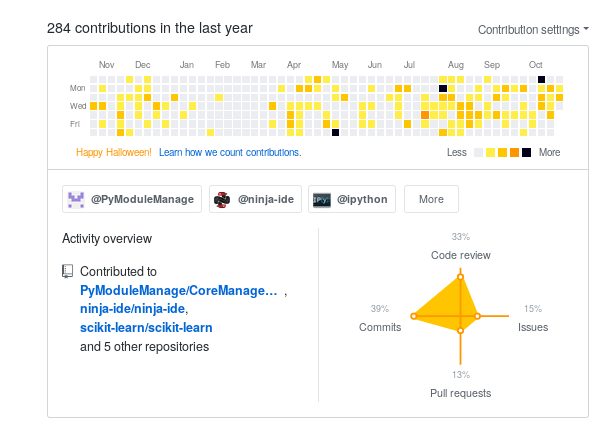 284 contributions in the last year
Contribution settings
Nov Dec Jan Feb Mar Apr May Jun Jul Aug Sep Oct
Mon
Wed
Fri
Happy Halloween! Learn how we count contributions.
Less More
@PyModuleManage @ninja-ide IPy: @ipython More
Activity overview
Contributed to
PyModuleManage/CoreManage… ,
ninja-ide/ninja-ide,
scikit-learn/scikit-learn
and 5 other repositories
33%
Code review
39%
Commits
15%
Issues
13%
Pull requests